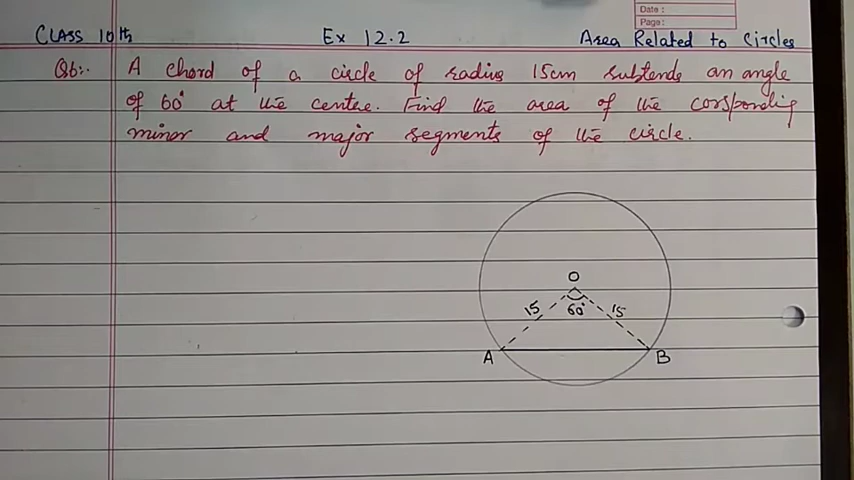 Date :
Page :
CLASS 10th Ex 12.2 Area Related to Circles
Q6:- A chord of a circle of radius 15cm subtends an angle
of 60° at the centre. Find the area of the corsponding
minor and major segments of the circle.
O
15 60° 15
A B